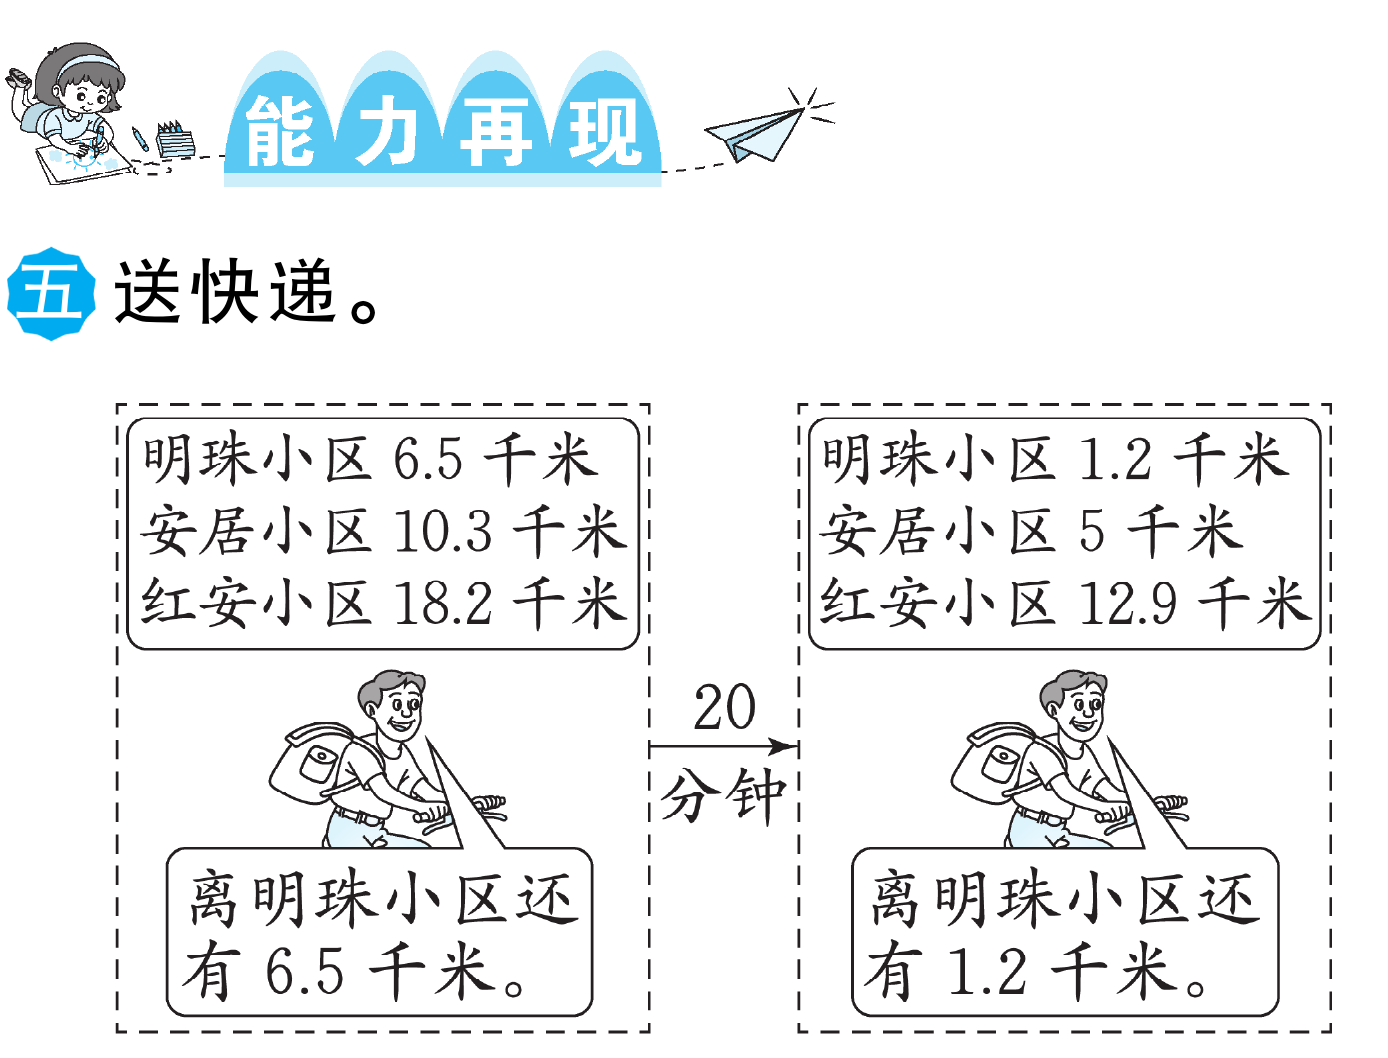 能力再现
五 送快递。
明珠小区 6.5 千米
安居小区 10.3 千米
红安小区 18.2 千米
明珠小区 1.2 千米
安居小区 5 千米
红安小区 12.9 千米
20
分钟
离明珠小区还
有 6.5 千米。
离明珠小区还
有 1.2 千米。